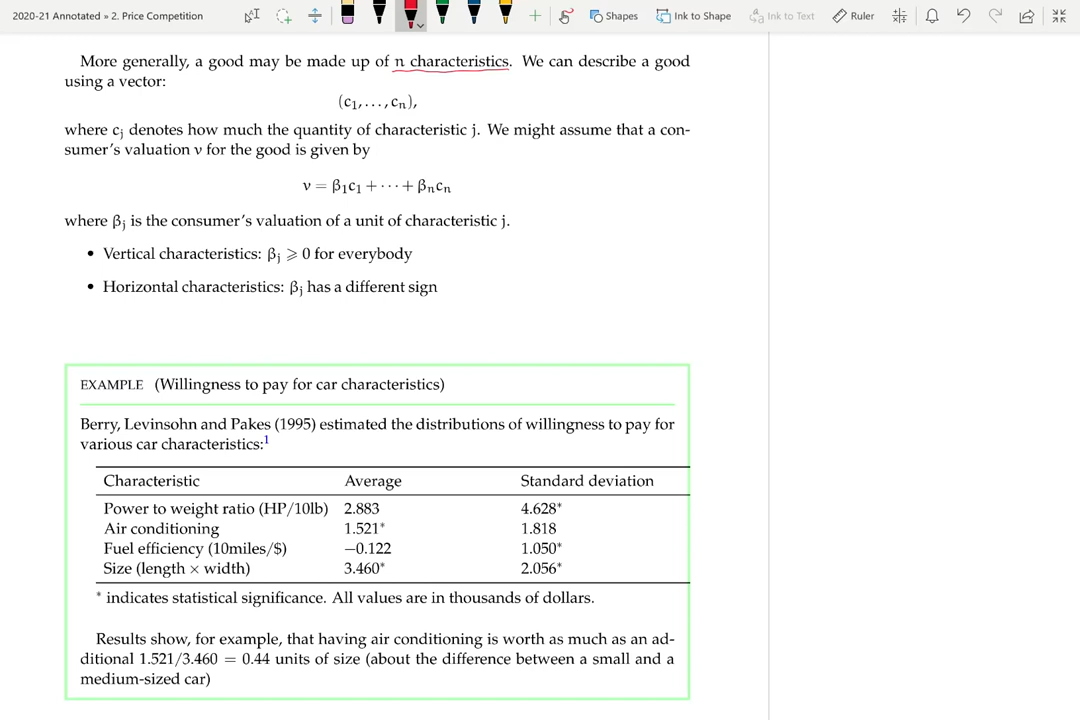 2020-21 Annotated » 2. Price Competition
Shapes
Ink to Shape
Ink to Text
Ruler
More generally, a good may be made up of n characteristics. We can describe a good
using a vector:
(c₁, . . . , cₙ),
where cⱼ denotes how much the quantity of characteristic j. We might assume that a con-
sumer's valuation v for the good is given by
v = β₁c₁ + · · · + βₙcₙ
where βⱼ is the consumer's valuation of a unit of characteristic j.
• Vertical characteristics: βⱼ ⩾ 0 for everybody
• Horizontal characteristics: βⱼ has a different sign
EXAMPLE (Willingness to pay for car characteristics)
Berry, Levinsohn and Pakes (1995) estimated the distributions of willingness to pay for
various car characteristics:¹
Characteristic Average Standard deviation
Power to weight ratio (HP/10lb) 2.883 4.628*
Air conditioning 1.521* 1.818
Fuel efficiency (10miles/$) −0.122 1.050*
Size (length × width) 3.460* 2.056*
* indicates statistical significance. All values are in thousands of dollars.
Results show, for example, that having air conditioning is worth as much as an ad-
ditional 1.521/3.460 = 0.44 units of size (about the difference between a small and a
medium-sized car)